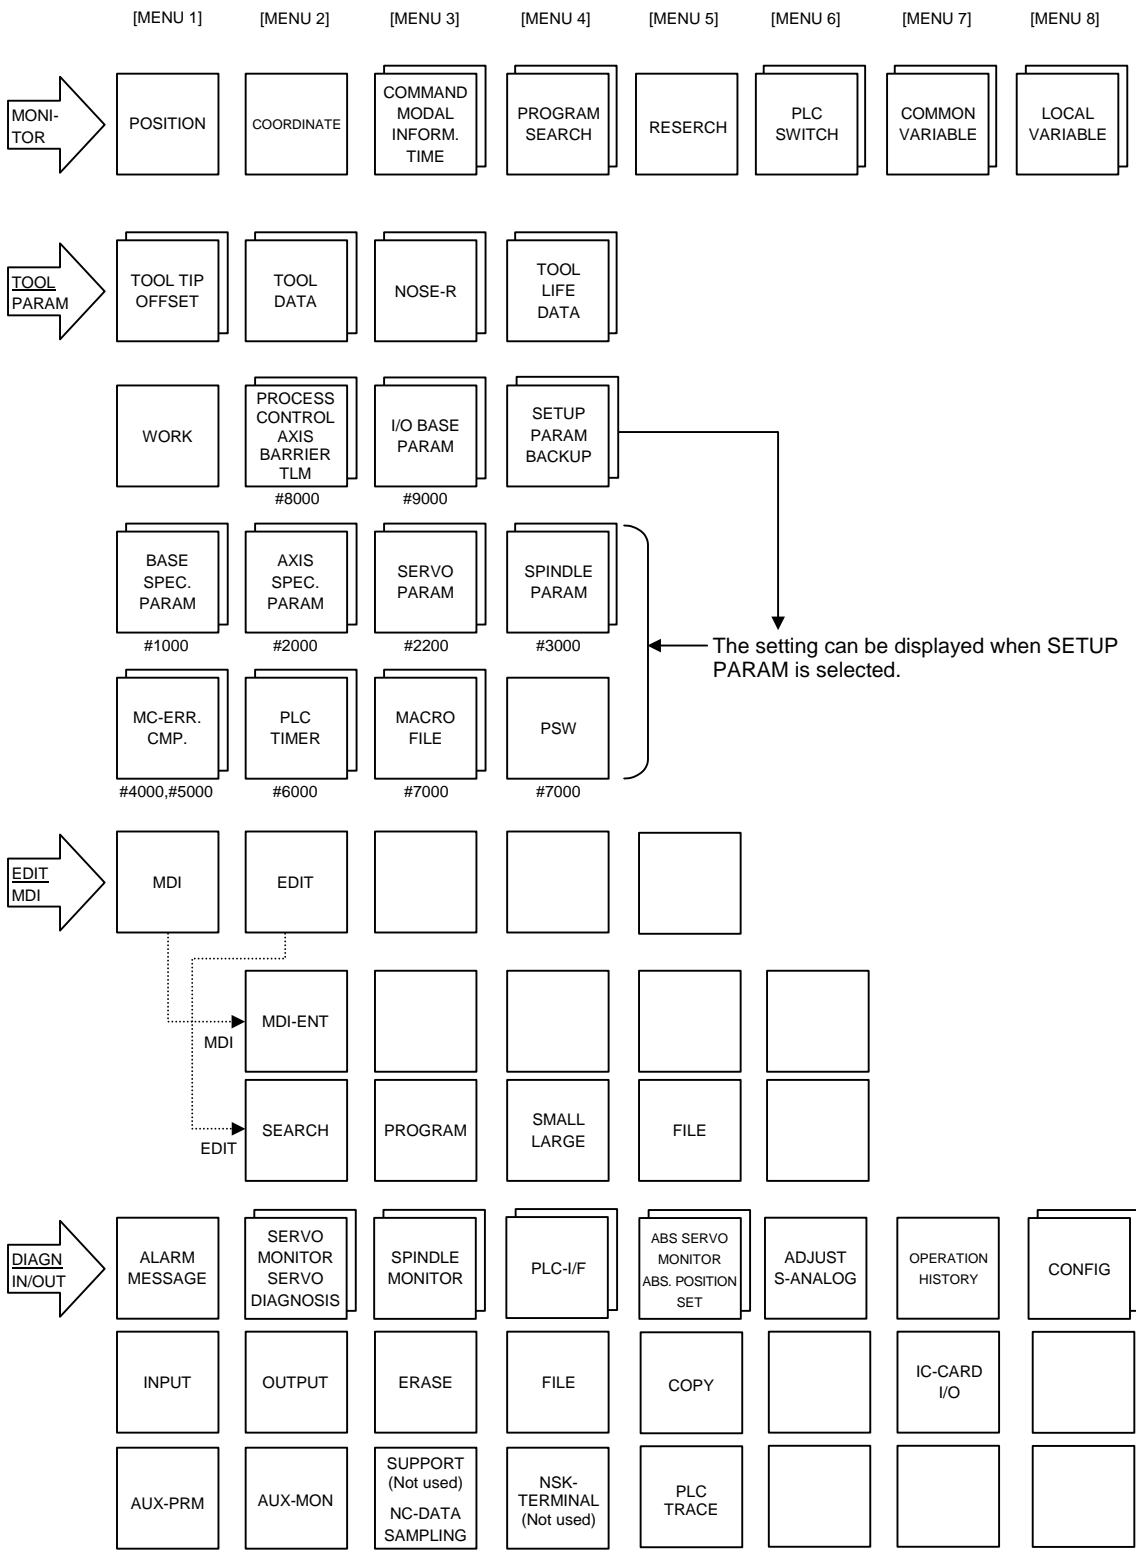 [MENU 1] [MENU 2] [MENU 3] [MENU 4] [MENU 5] [MENU 6] [MENU 7] [MENU 8]
MONI-
TOR
POSITION
COORDINATE
COMMAND
MODAL
INFORM.
TIME
PROGRAM
SEARCH
RESERCH
PLC
SWITCH
COMMON
VARIABLE
LOCAL
VARIABLE
TOOL
PARAM
TOOL TIP
OFFSET
TOOL
DATA
NOSE-R
TOOL
LIFE
DATA
WORK
PROCESS
CONTROL
AXIS
BARRIER
TLM
#8000
I/O BASE
PARAM
#9000
SETUP
PARAM
BACKUP
BASE
SPEC.
PARAM
#1000
AXIS
SPEC.
PARAM
#2000
SERVO
PARAM
#2200
SPINDLE
PARAM
#3000
The setting can be displayed when SETUP
PARAM is selected.
MC-ERR.
CMP.
#4000,#5000
PLC
TIMER
#6000
MACRO
FILE
#7000
PSW
#7000
EDIT
MDI
MDI
EDIT
MDI
MDI-ENT
EDIT
SEARCH
PROGRAM
SMALL
LARGE
FILE
DIAGN
IN/OUT
ALARM
MESSAGE
SERVO
MONITOR
SERVO
DIAGNOSIS
SPINDLE
MONITOR
PLC-I/F
ABS SERVO
MONITOR
ABS. POSITION
SET
ADJUST
S-ANALOG
OPERATION
HISTORY
CONFIG
INPUT
OUTPUT
ERASE
FILE
COPY
IC-CARD
I/O
AUX-PRM
AUX-MON
SUPPORT
(Not used)
NC-DATA
SAMPLING
NSK-
TERMINAL
(Not used)
PLC
TRACE